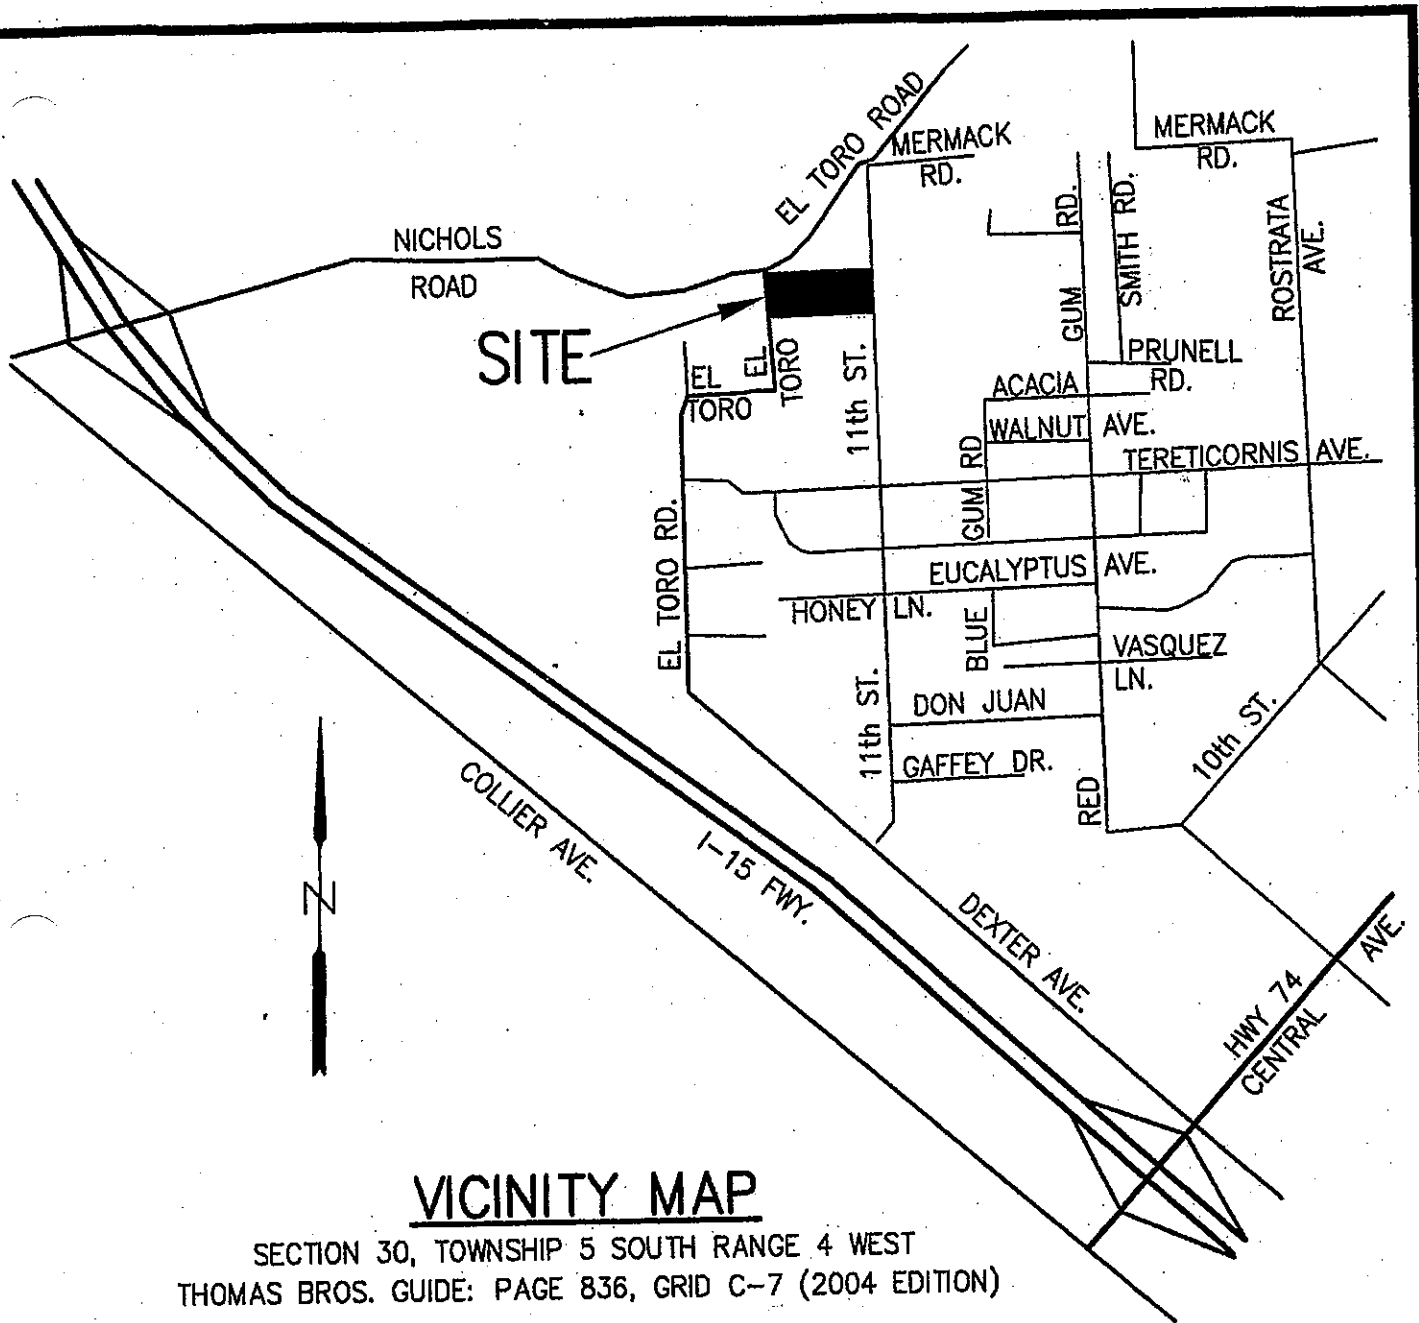 EL TORO ROAD
MERMACK
RD.
MERMACK
RD.
NICHOLS
ROAD
SITE
EL
TORO
EL
TORO
11th ST.
GUM
RD.
SMITH RD.
ROSTRATA
AVE.
PRUNELL
RD.
ACACIA
WALNUT AVE.
GUM RD
TERETICORNIS AVE.
EL TORO RD.
EUCALYPTUS AVE.
HONEY LN.
BLUE
VASQUEZ
LN.
11th ST.
DON JUAN
GAFFEY DR.
RED
10th ST.
COLLIER AVE.
I-15 FWY.
DEXTER AVE.
HWY 74
CENTRAL
AVE.
N
VICINITY MAP
SECTION 30, TOWNSHIP 5 SOUTH RANGE 4 WEST
THOMAS BROS. GUIDE: PAGE 836, GRID C-7 (2004 EDITION)